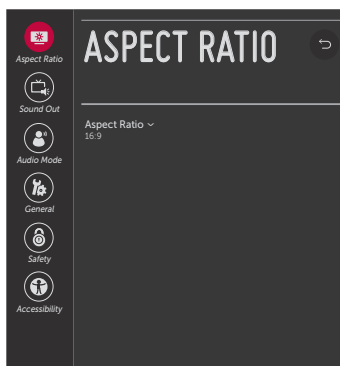 Aspect Ratio
Sound Out
Audio Mode
General
Safety
Accessibility
ASPECT RATIO
Aspect Ratio
16:9